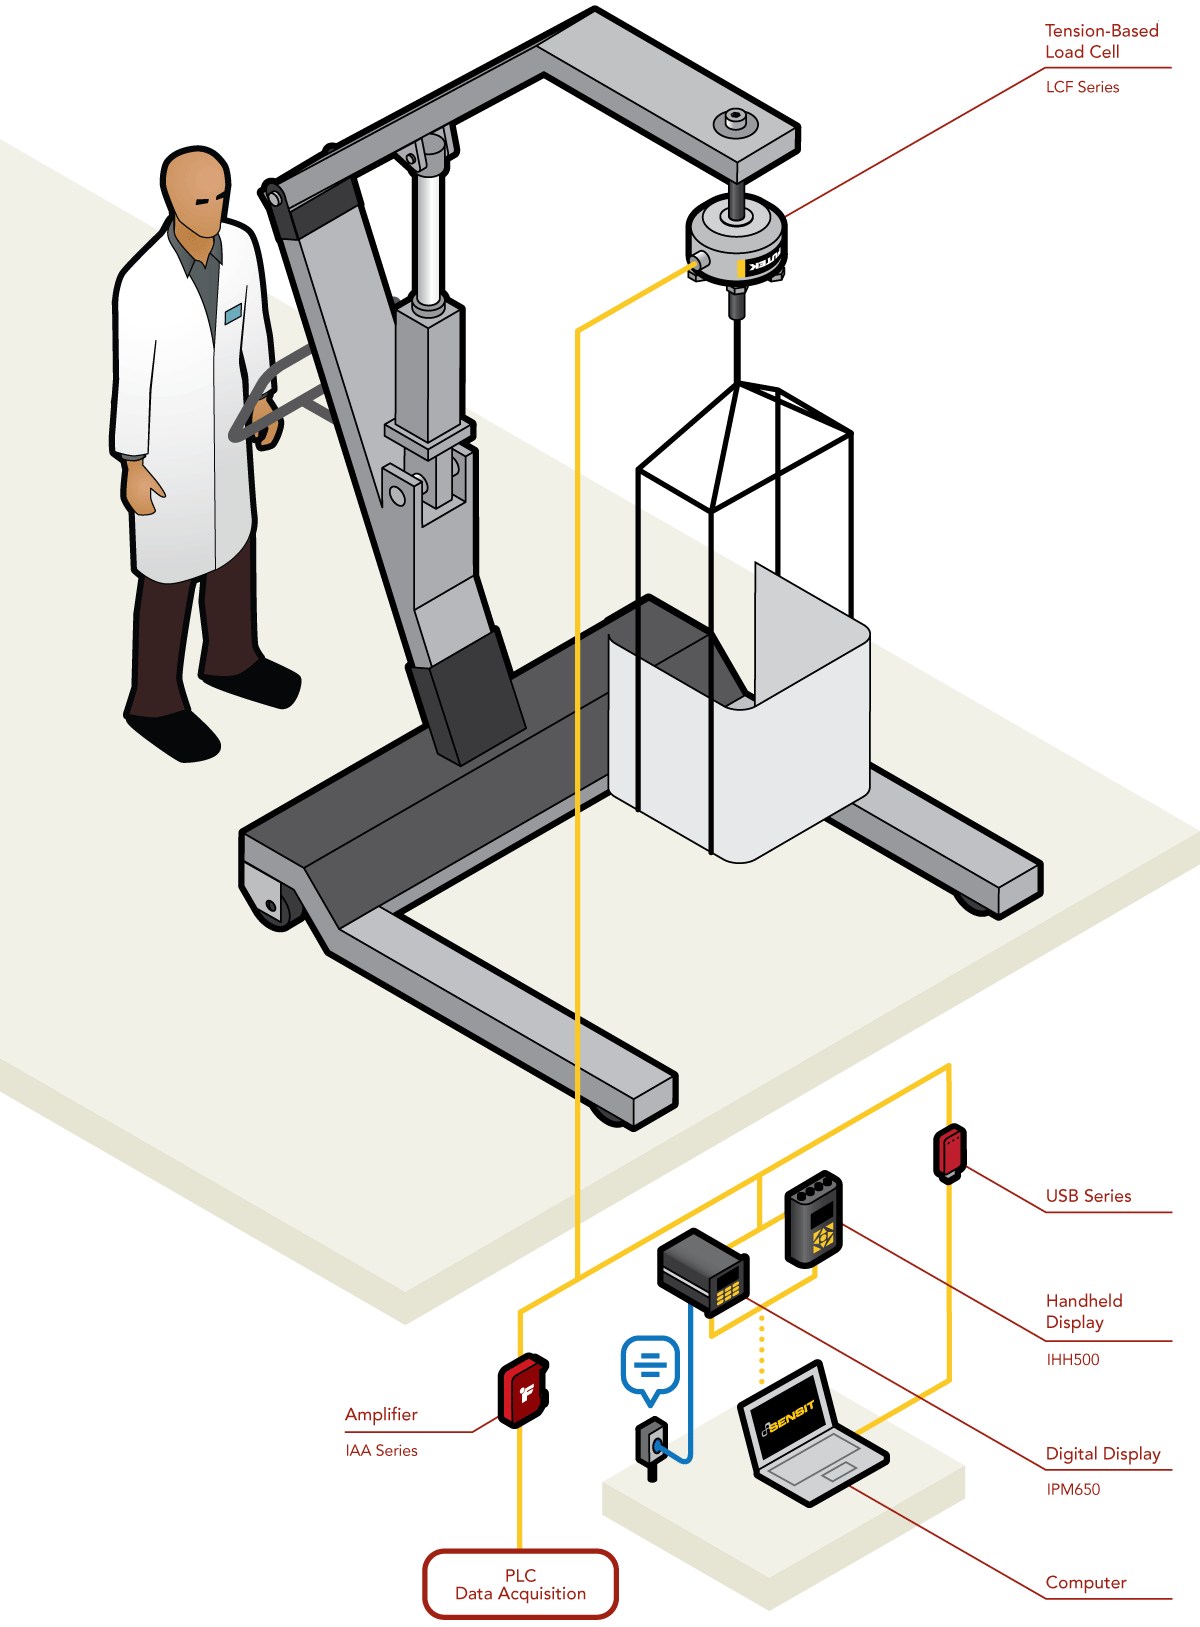 Tension-Based
Load Cell
LCF Series
USB Series
Handheld
Display
IHH500
SENSIT
Amplifier
IAA Series
Digital Display
IPM650
PLC
Data Acquisition
Computer